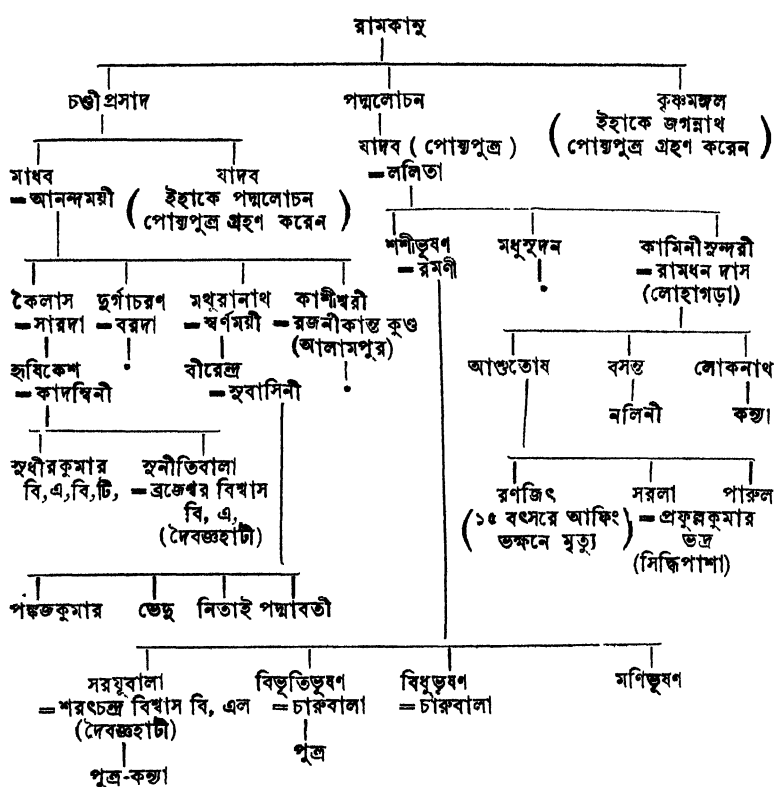 রামকানু
চণ্ডীপ্রসাদ পদ্মলোচন কৃষ্ণমঙ্গল
(ইহাকে জগন্নাথ
পোষ্যপুত্র গ্রহণ করেন)
যাদব (পোষ্যপুত্র)
=ললিতা
মাধব
=আনন্দময়ী
যাদব
(ইহাকে পদ্মলোচন
পোষ্যপুত্র গ্রহণ করেন)
শশীভূষণ
=রমণী
মধুসূদন
কামিনীসুন্দরী
=রামধন দাস
(লোহাগড়া)
কৈলাস
=সারদা
দুর্গাচরণ
=বরদা
মথুরানাথ
=স্বর্ণময়ী
কাশীশ্বরী
=রজনীকান্ত কুণ্ডু
(আলামপুর)
হৃষিকেশ
=কাদম্বিনী
বীরেন্দ্র
=সুবাসিনী
আশুতোষ বসন্ত লোকনাথ
নলিনী কন্যা
সুধীরকুমার
বি,এ,বি,টি,
সুনীতিবালা
=ব্রজেশ্বর বিশ্বাস
বি, এ,
(দৈবজ্ঞহাটী)
রণজিৎ
(১৫ বৎসরে আফিং
ভক্ষনে মৃত্যু)
সরলা
=প্রফুল্লকুমার
ভদ্র
(সিদ্ধিপাশা)
পারুল
পঙ্কজকুমার ভেদু নিতাই পদ্মাবতী
সরযূবালা
=শরৎচন্দ্র বিশ্বাস বি, এল
(দৈবজ্ঞহাটী)
পুত্র-কন্যা
বিভূতিভূষণ
=চারুবালা
পুত্র
বিধুভূষণ
=চারুবালা
মণিভূষণ